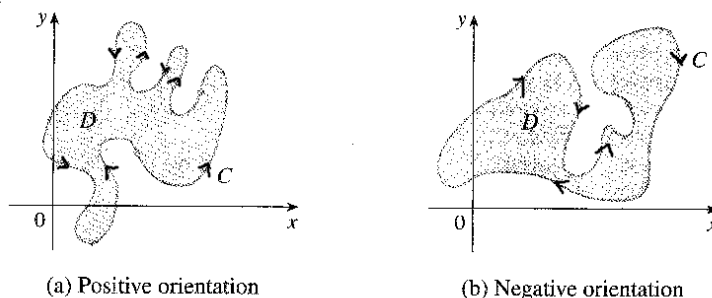 y
D
C
0
x
(a) Positive orientation
y
C
D
0
x
(b) Negative orientation